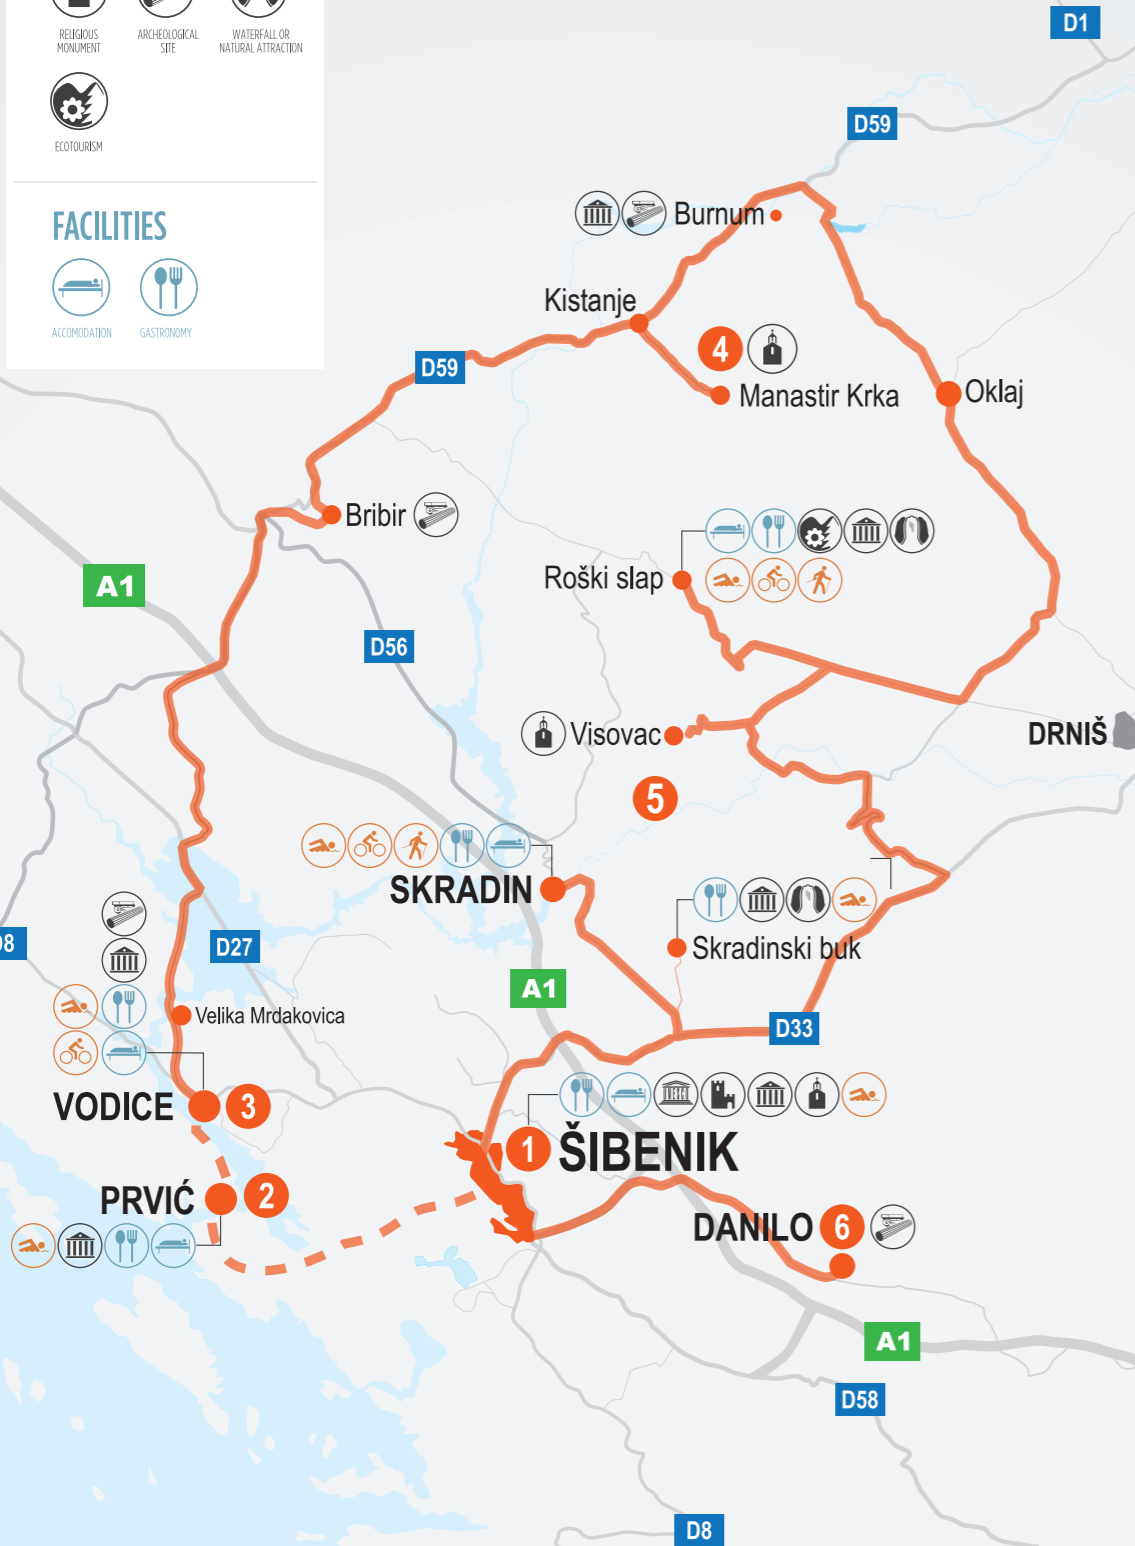 RELIGIOUS
MONUMENT
ARCHEOLOGICAL
SITE
WATERFALL OR
NATURAL ATTRACTION
ECOTOURISM
FACILITIES
ACCOMODATION
GASTRONOMY
D1
D59
Burnum
Kistanje
4
D59
Manastir Krka
Oklaj
Bribir
A1
Roški slap
D56
Visovac
DRNIŠ
5
SKRADIN
D8
D27
Skradinski buk
A1
Velika Mrdakovica
D33
VODICE
3
1
ŠIBENIK
PRVIĆ
2
DANILO
6
A1
D58
D8